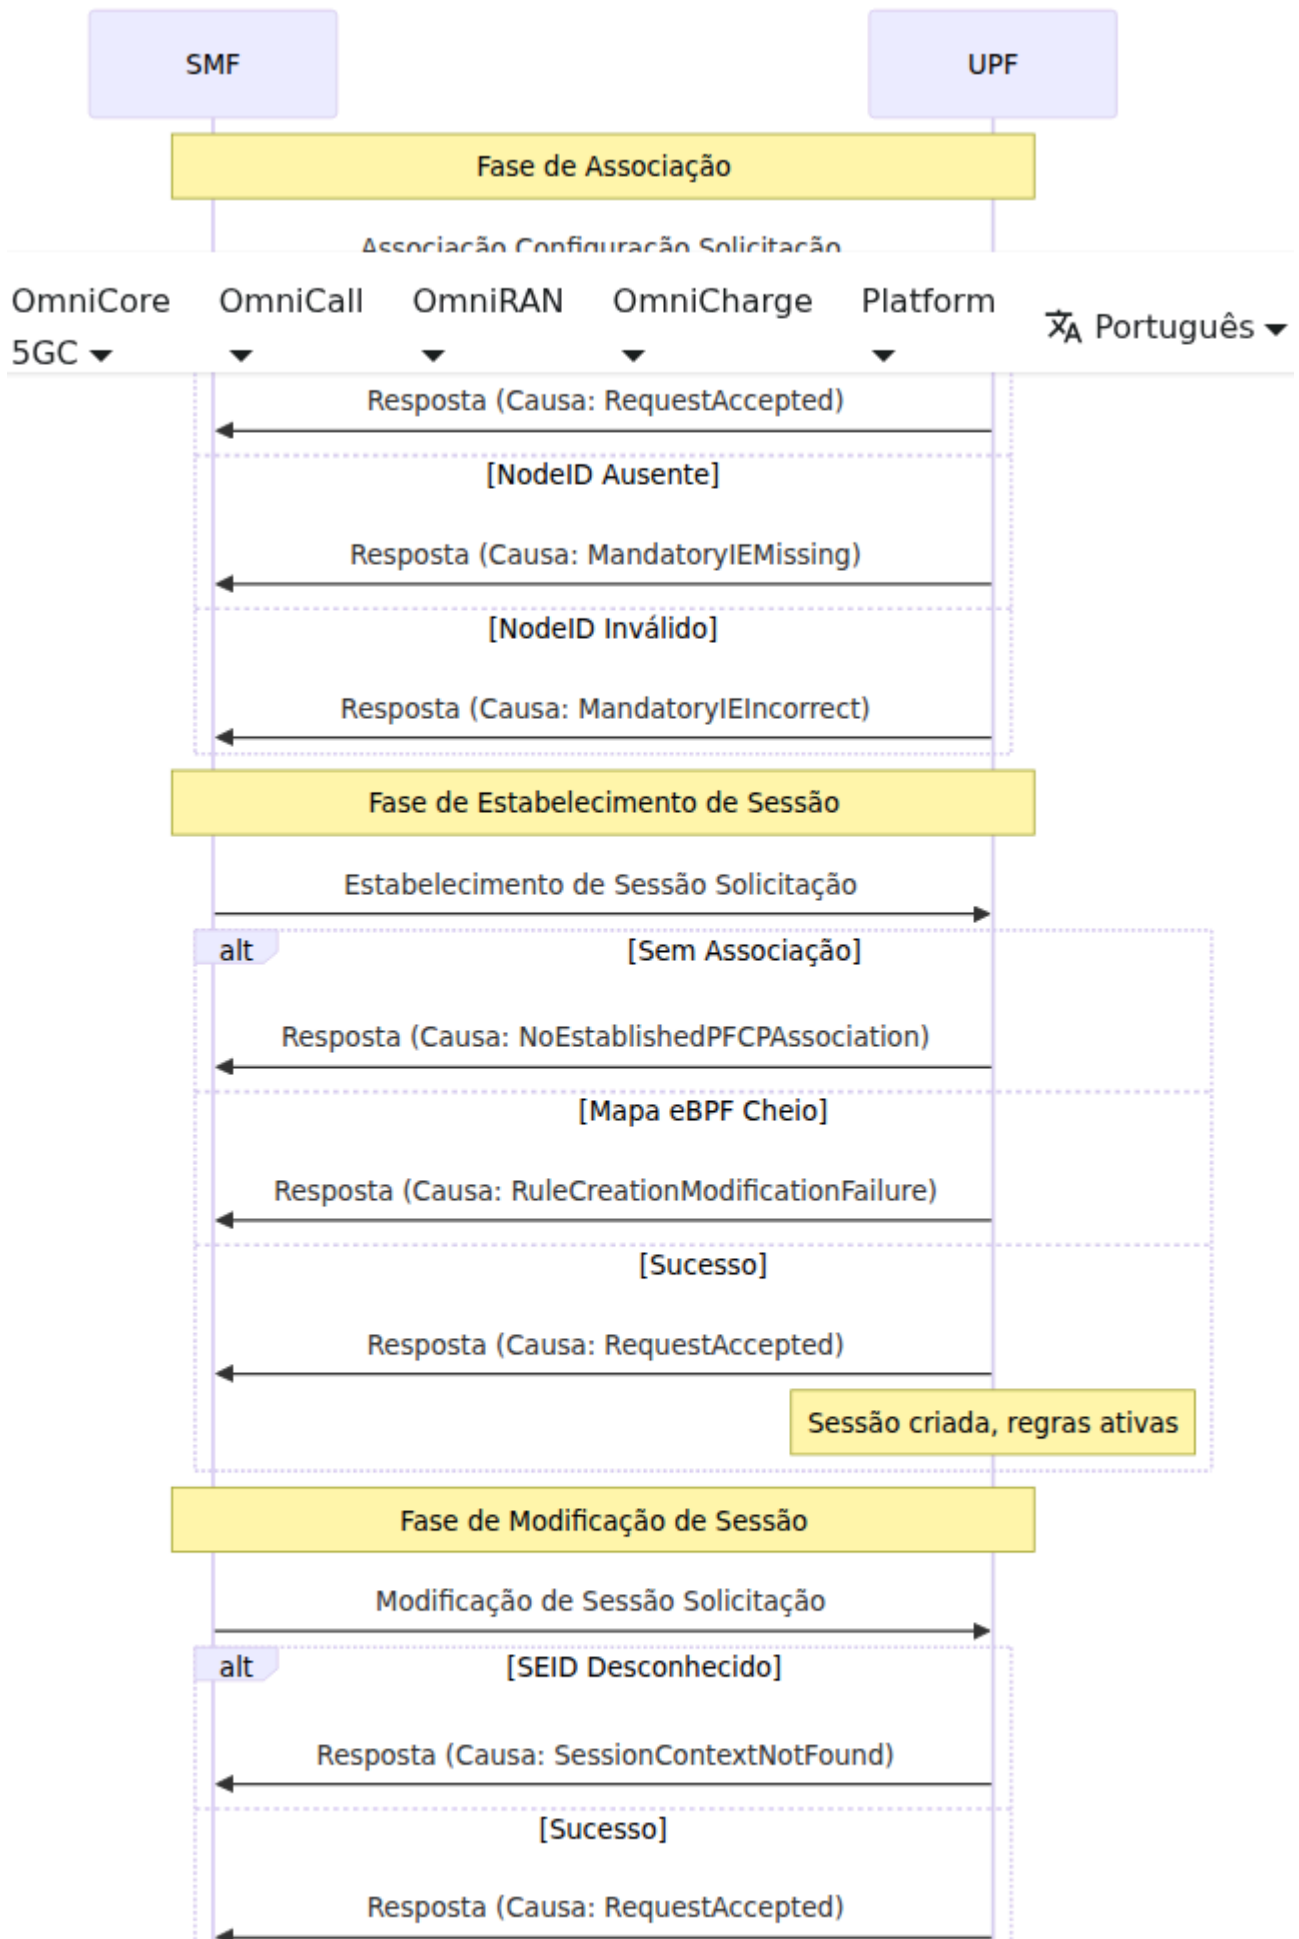 SMF
UPF
Fase de Associação
Associação Configuração Solicitação
OmniCore 5GC
OmniCall
OmniRAN
OmniCharge
Platform
Português
Resposta (Causa: RequestAccepted)
[NodeID Ausente]
Resposta (Causa: MandatoryIEMissing)
[NodeID Inválido]
Resposta (Causa: MandatoryIEIncorrect)
Fase de Estabelecimento de Sessão
Estabelecimento de Sessão Solicitação
alt
[Sem Associação]
Resposta (Causa: NoEstablishedPFCPAssociation)
[Mapa eBPF Cheio]
Resposta (Causa: RuleCreationModificationFailure)
[Sucesso]
Resposta (Causa: RequestAccepted)
Sessão criada, regras ativas
Fase de Modificação de Sessão
Modificação de Sessão Solicitação
alt
[SEID Desconhecido]
Resposta (Causa: SessionContextNotFound)
[Sucesso]
Resposta (Causa: RequestAccepted)